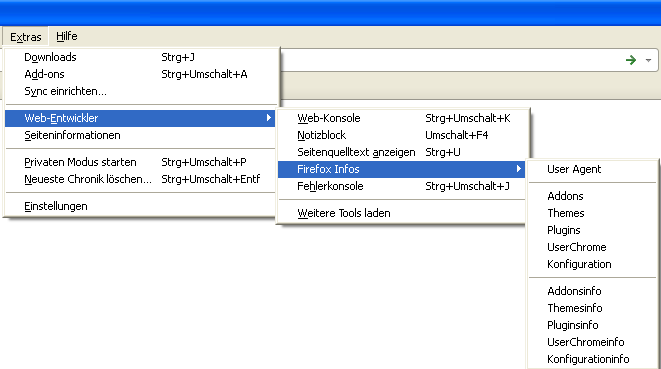 Extras Hilfe
Downloads Strg+J
Add-ons Strg+Umschalt+A
Sync einrichten...
Web-Entwickler
Seiteninformationen
Privaten Modus starten Strg+Umschalt+P
Neueste Chronik löschen... Strg+Umschalt+Entf
Einstellungen
Web-Konsole Strg+Umschalt+K
Notizblock Umschalt+F4
Seitenquelltext anzeigen Strg+U
Firefox Infos
Fehlerkonsole Strg+Umschalt+J
Weitere Tools laden
User Agent
Addons
Themes
Plugins
UserChrome
Konfiguration
Addonsinfo
Themesinfo
Pluginsinfo
UserChromeinfo
Konfigurationinfo